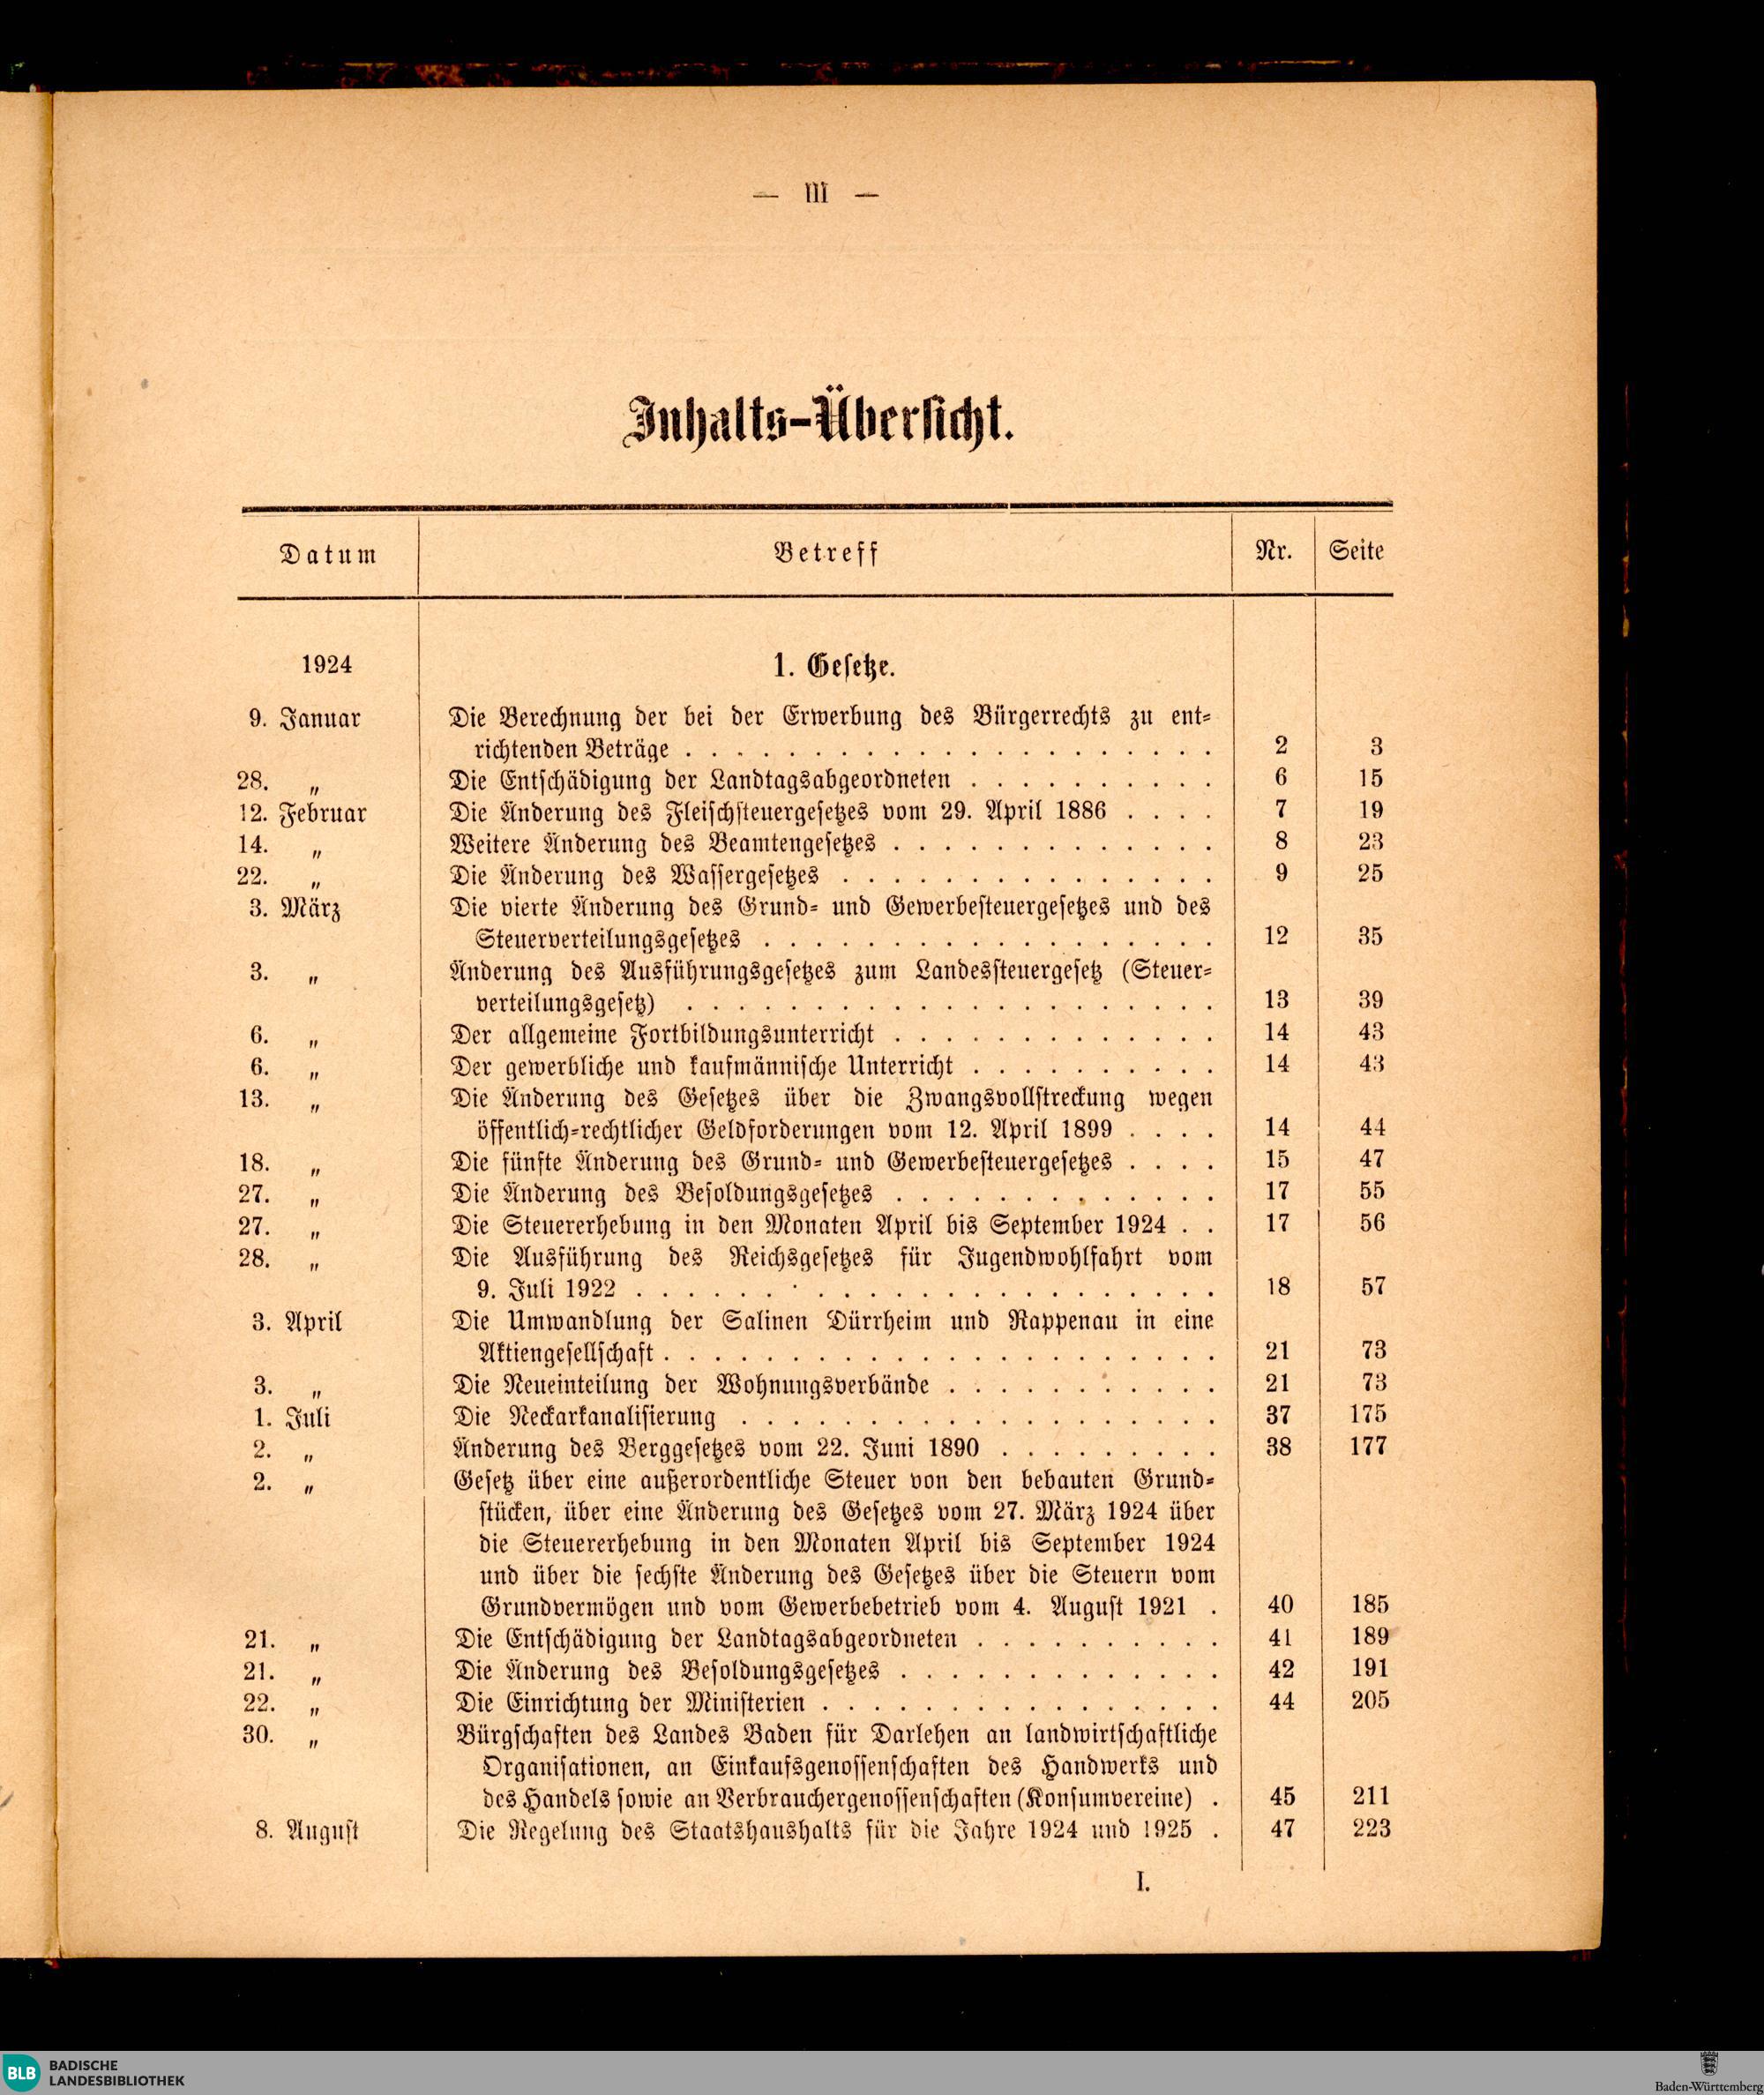 — III —
Inhalts-Übersicht.
Datum Betreff Nr. Seite
1924 1. Gesetze.
9. Januar Die Berechnung der bei der Erwerbung des Bürgerrechts zu ent-
richtenden Beträge . . . . . . . . . . . . . . . . . . . . . 2 3
28. „ Die Entschädigung der Landtagsabgeordneten . . . . . . . . . . 6 15
12. Februar Die Änderung des Fleischsteuergesetzes vom 29. April 1886 . . . . 7 19
14. „ Weitere Änderung des Beamtengesetzes . . . . . . . . . . . . . 8 23
22. „ Die Änderung des Wassergesetzes . . . . . . . . . . . . . . . 9 25
3. März Die vierte Änderung des Grund- und Gewerbesteuergesetzes und des
Steuerverteilungsgesetzes . . . . . . . . . . . . . . . . . . 12 35
3. „ Änderung des Ausführungsgesetzes zum Landessteuergesetz (Steuer-
verteilungsgesetz) . . . . . . . . . . . . . . . . . . . . . 13 39
6. „ Der allgemeine Fortbildungsunterricht . . . . . . . . . . . . . 14 43
6. „ Der gewerbliche und kaufmännische Unterricht . . . . . . . . . . 14 43
13. „ Die Änderung des Gesetzes über die Zwangsvollstreckung wegen
öffentlich-rechtlicher Geldforderungen vom 12. April 1899 . . . . 14 44
18. „ Die fünfte Änderung des Grund- und Gewerbesteuergesetzes . . . . 15 47
27. „ Die Änderung des Besoldungsgesetzes . . . . . . . . . . . . . 17 55
27. „ Die Steuererhebung in den Monaten April bis September 1924 . . 17 56
28. „ Die Ausführung des Reichsgesetzes für Jugendwohlfahrt vom
9. Juli 1922 . . . . . . . . . . . . . . . . . . . . . . . 18 57
3. April Die Umwandlung der Salinen Dürrheim und Rappenau in eine
Aktiengesellschaft . . . . . . . . . . . . . . . . . . . . . . 21 73
3. „ Die Neueinteilung der Wohnungsverbände . . . . . . . . . . . 21 73
1. Juli Die Neckarkanalisierung . . . . . . . . . . . . . . . . . . . 37 175
2. „ Änderung des Berggesetzes vom 22. Juni 1890 . . . . . . . . . 38 177
2. „ Gesetz über eine außerordentliche Steuer von den bebauten Grund-
stücken, über eine Änderung des Gesetzes vom 27. März 1924 über
die Steuererhebung in den Monaten April bis September 1924
und über die sechste Änderung des Gesetzes über die Steuern vom
Grundvermögen und vom Gewerbebetrieb vom 4. August 1921 . 40 185
21. „ Die Entschädigung der Landtagsabgeordneten . . . . . . . . . . 41 189
21. „ Die Änderung des Besoldungsgesetzes . . . . . . . . . . . . . 42 191
22. „ Die Einrichtung der Ministerien . . . . . . . . . . . . . . . . 44 205
30. „ Bürgschaften des Landes Baden für Darlehen an landwirtschaftliche
Organisationen, an Einkaufsgenossenschaften des Handwerks und
des Handels sowie an Verbrauchergenossenschaften (Konsumvereine) . 45 211
8. August Die Regelung des Staatshaushalts für die Jahre 1924 und 1925 . 47 223
I.
BLB BADISCHE
LANDESBIBLIOTHEK
Baden-Württemberg